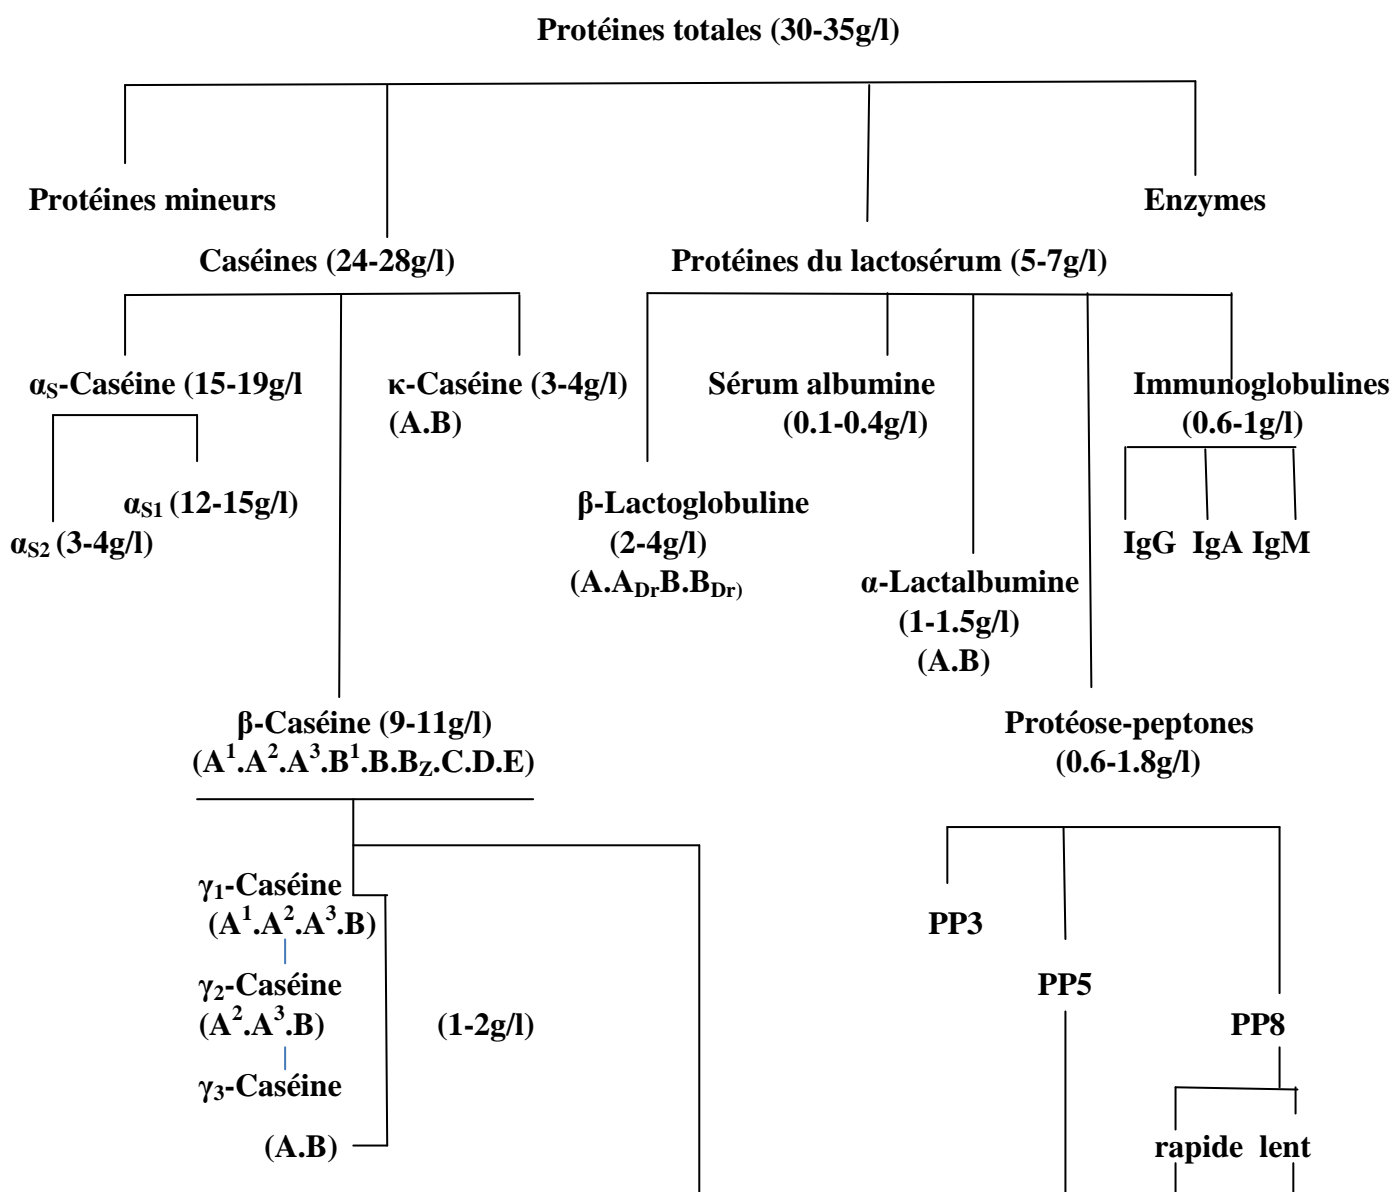 Protéines totales (30-35g/l)
Protéines mineurs
Enzymes
Caséines (24-28g/l)
Protéines du lactosérum (5-7g/l)
αS-Caséine (15-19g/l
κ-Caséine (3-4g/l)
(A.B)
Sérum albumine
(0.1-0.4g/l)
Immunoglobulines
(0.6-1g/l)
αS1 (12-15g/l)
αS2 (3-4g/l)
β-Lactoglobuline
(2-4g/l)
(A.ADrB.BDr)
IgG IgA IgM
α-Lactalbumine
(1-1.5g/l)
(A.B)
β-Caséine (9-11g/l)
(A¹.A².A³.B¹.B.BZ.C.D.E)
Protéose-peptones
(0.6-1.8g/l)
γ₁-Caséine
(A¹.A².A³.B)
γ₂-Caséine
(A².A³.B)
(1-2g/l)
γ₃-Caséine
(A.B)
PP3
PP5
PP8
rapide lent